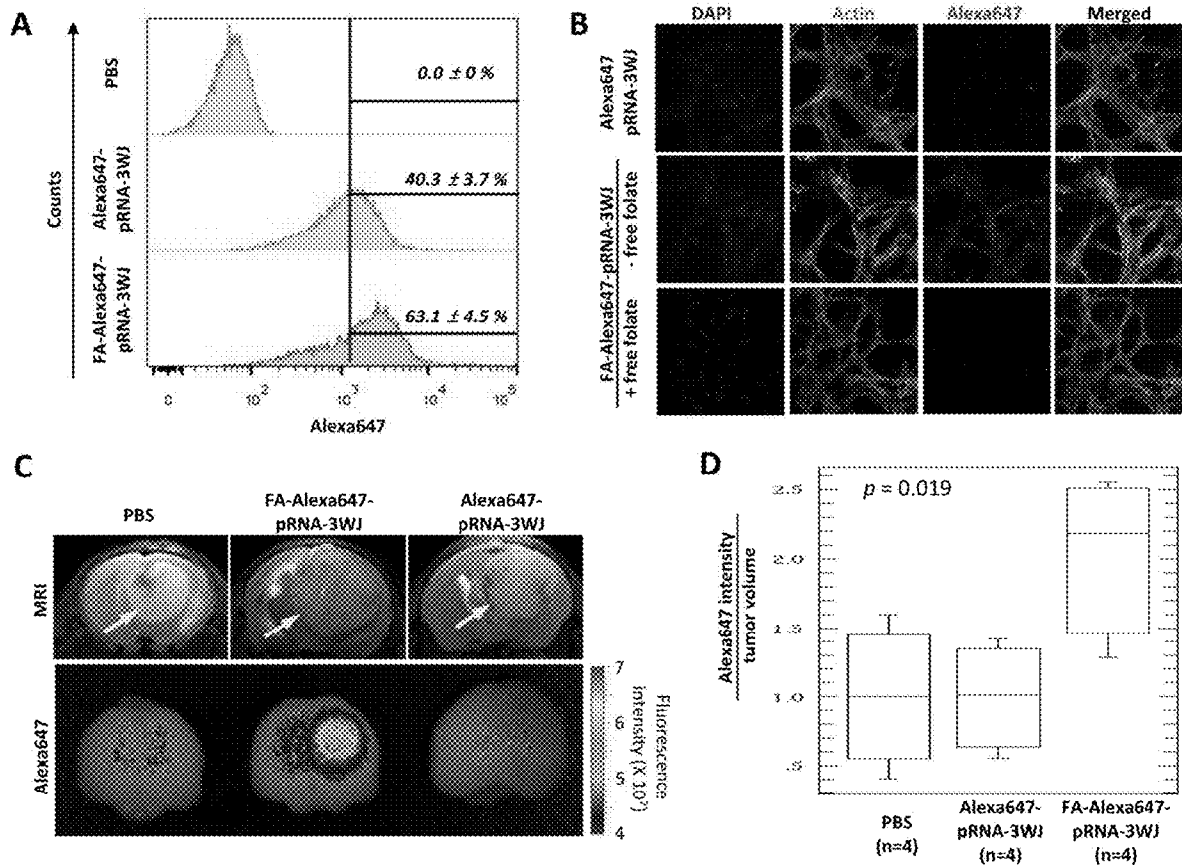 A
PBS
Alexa647-
pRNA-3WJ
FA-Alexa647-
pRNA-3WJ
Counts
0.0 ± 0 %
40.3 ± 3.7 %
63.1 ± 4.5 %
0
10²
10³
10⁴
10⁵
Alexa647
B
DAPI
Actin
Alexa647
Merged
Alexa647
pRNA-3WJ
FA-Alexa647-pRNA-3WJ
- free folate
+ free folate
C
PBS
FA-Alexa647-
pRNA-3WJ
Alexa647-
pRNA-3WJ
MRI
Alexa647
7
6
5
4
Fluorescence
intensity (X 10⁷)
D
p = 0.019
Alexa647 intensity
tumor volume
2.5
2.0
1.5
1.0
.5
PBS
(n=4)
Alexa647-
pRNA-3WJ
(n=4)
FA-Alexa647-
pRNA-3WJ
(n=4)